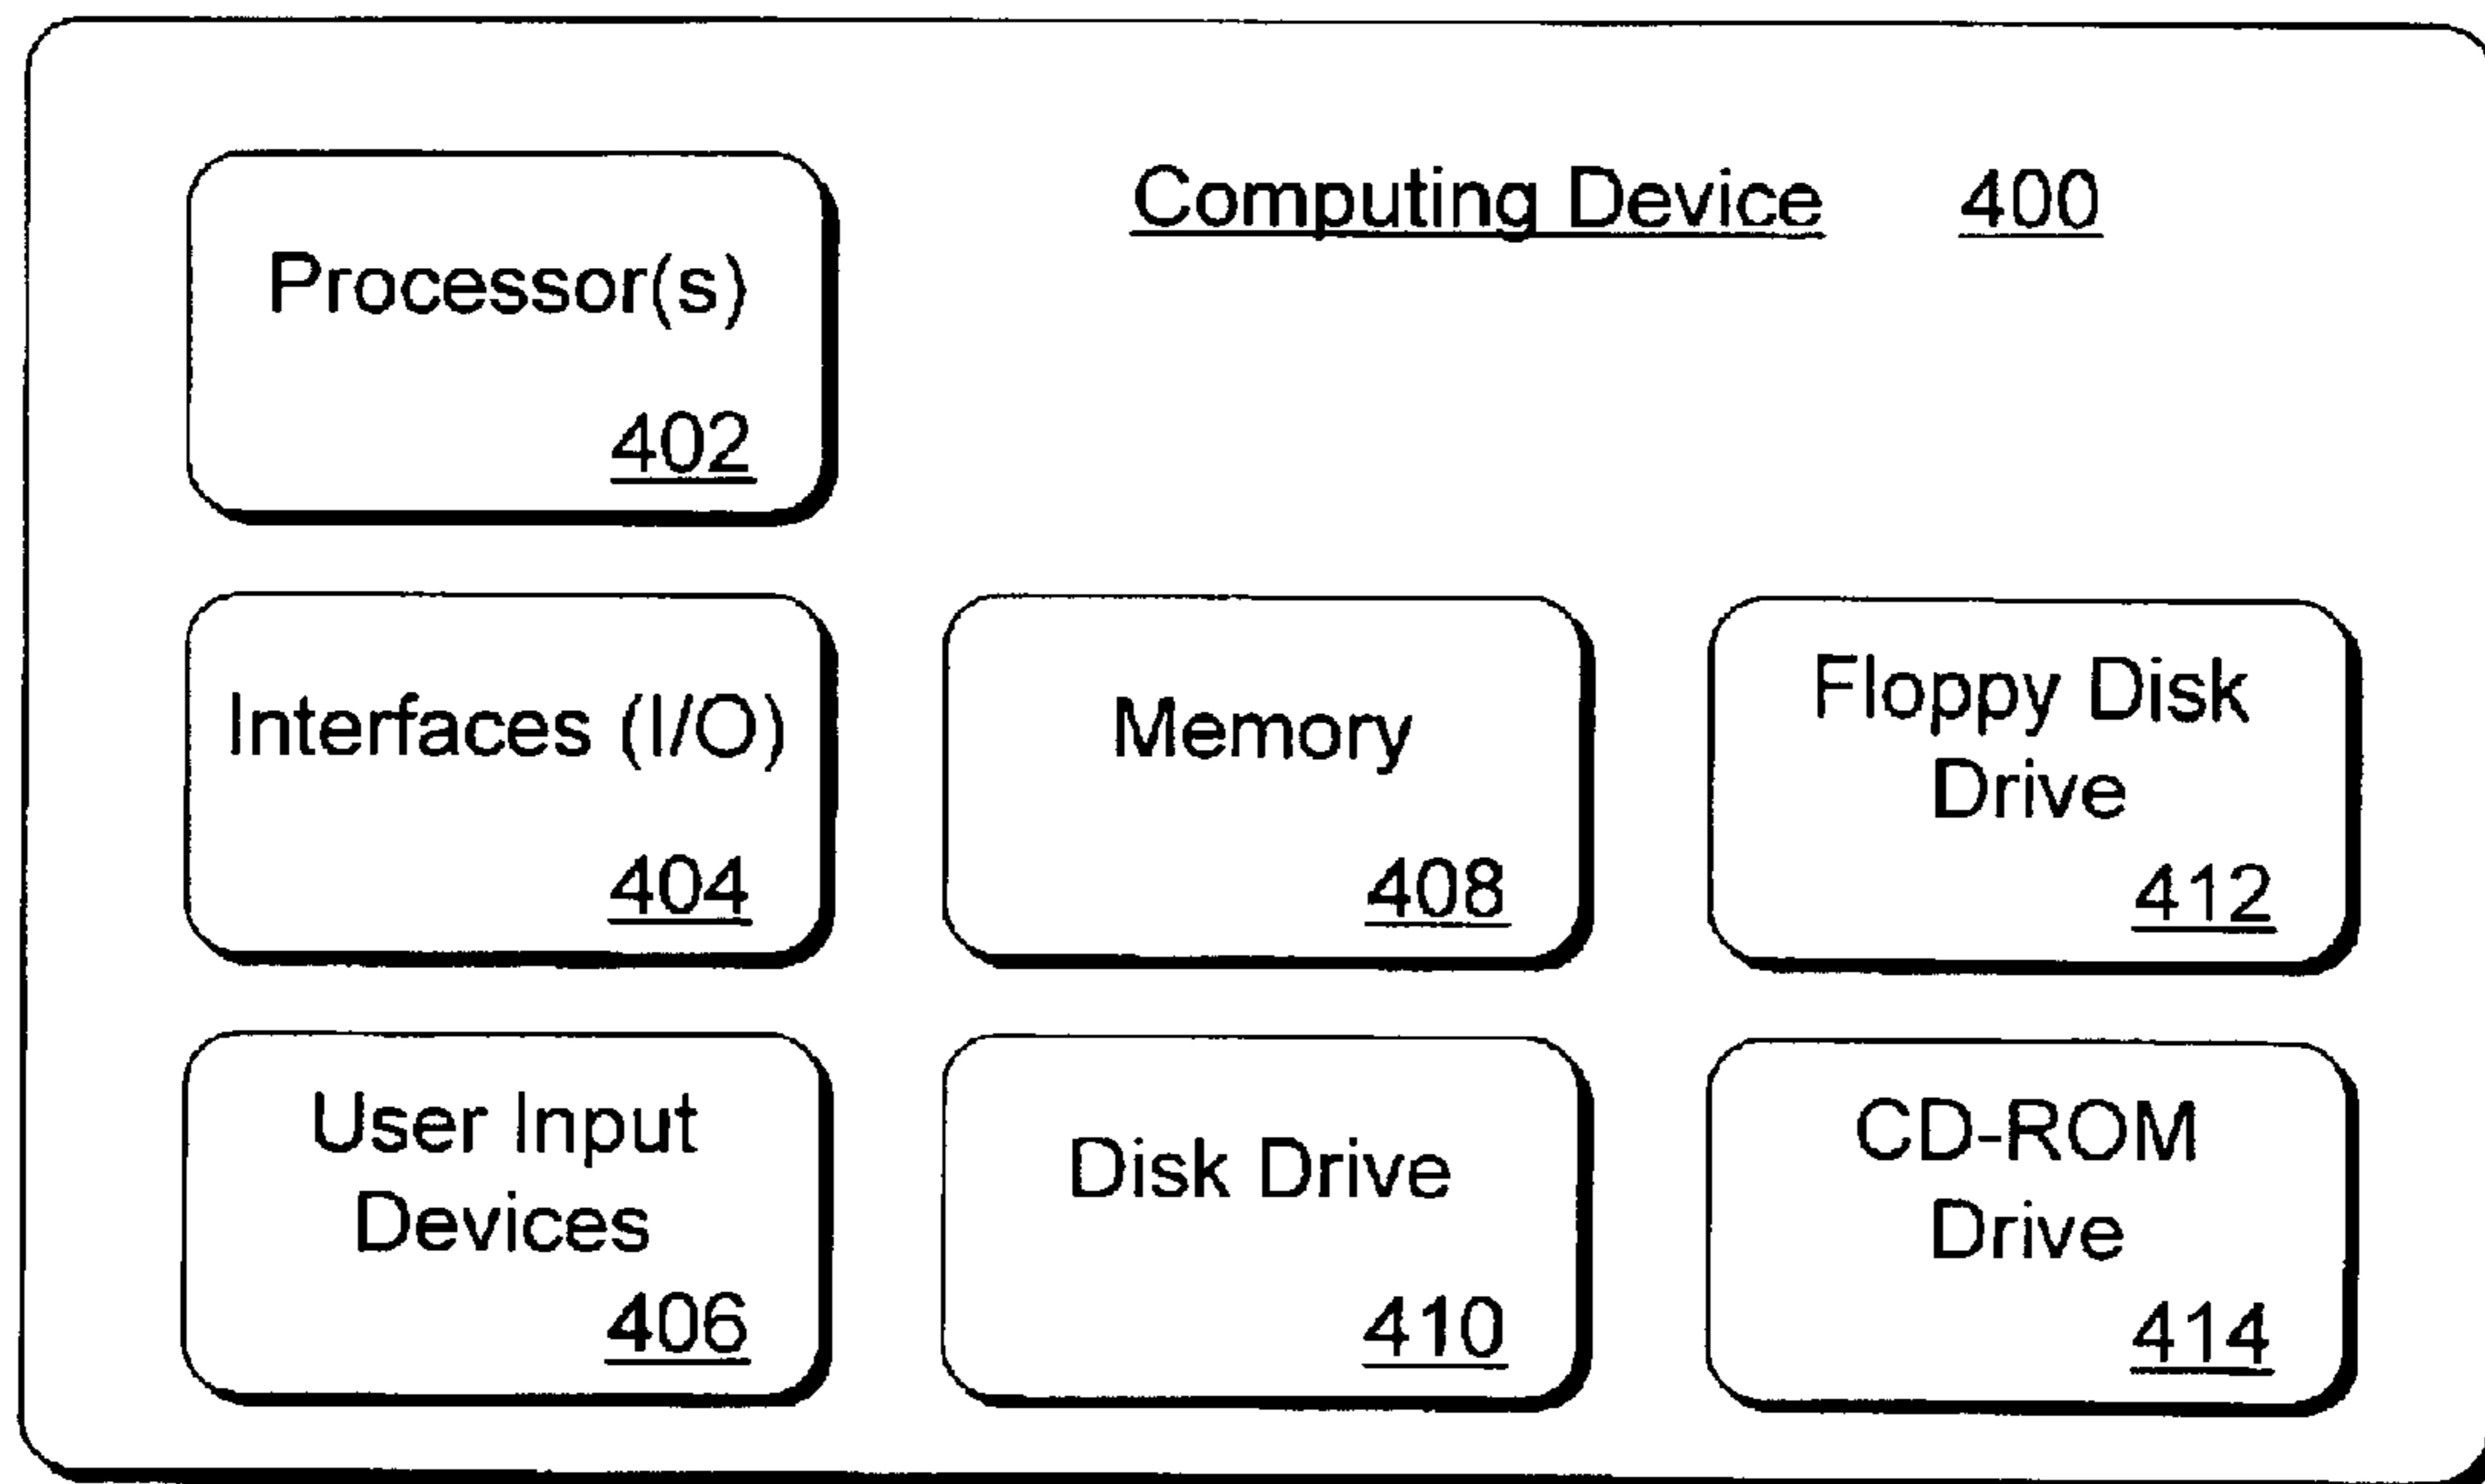 Computing Device 400
Processor(s)
402
Interfaces (I/O)
404
Memory
408
Floppy Disk
Drive
412
User Input
Devices
406
Disk Drive
410
CD-ROM
Drive
414